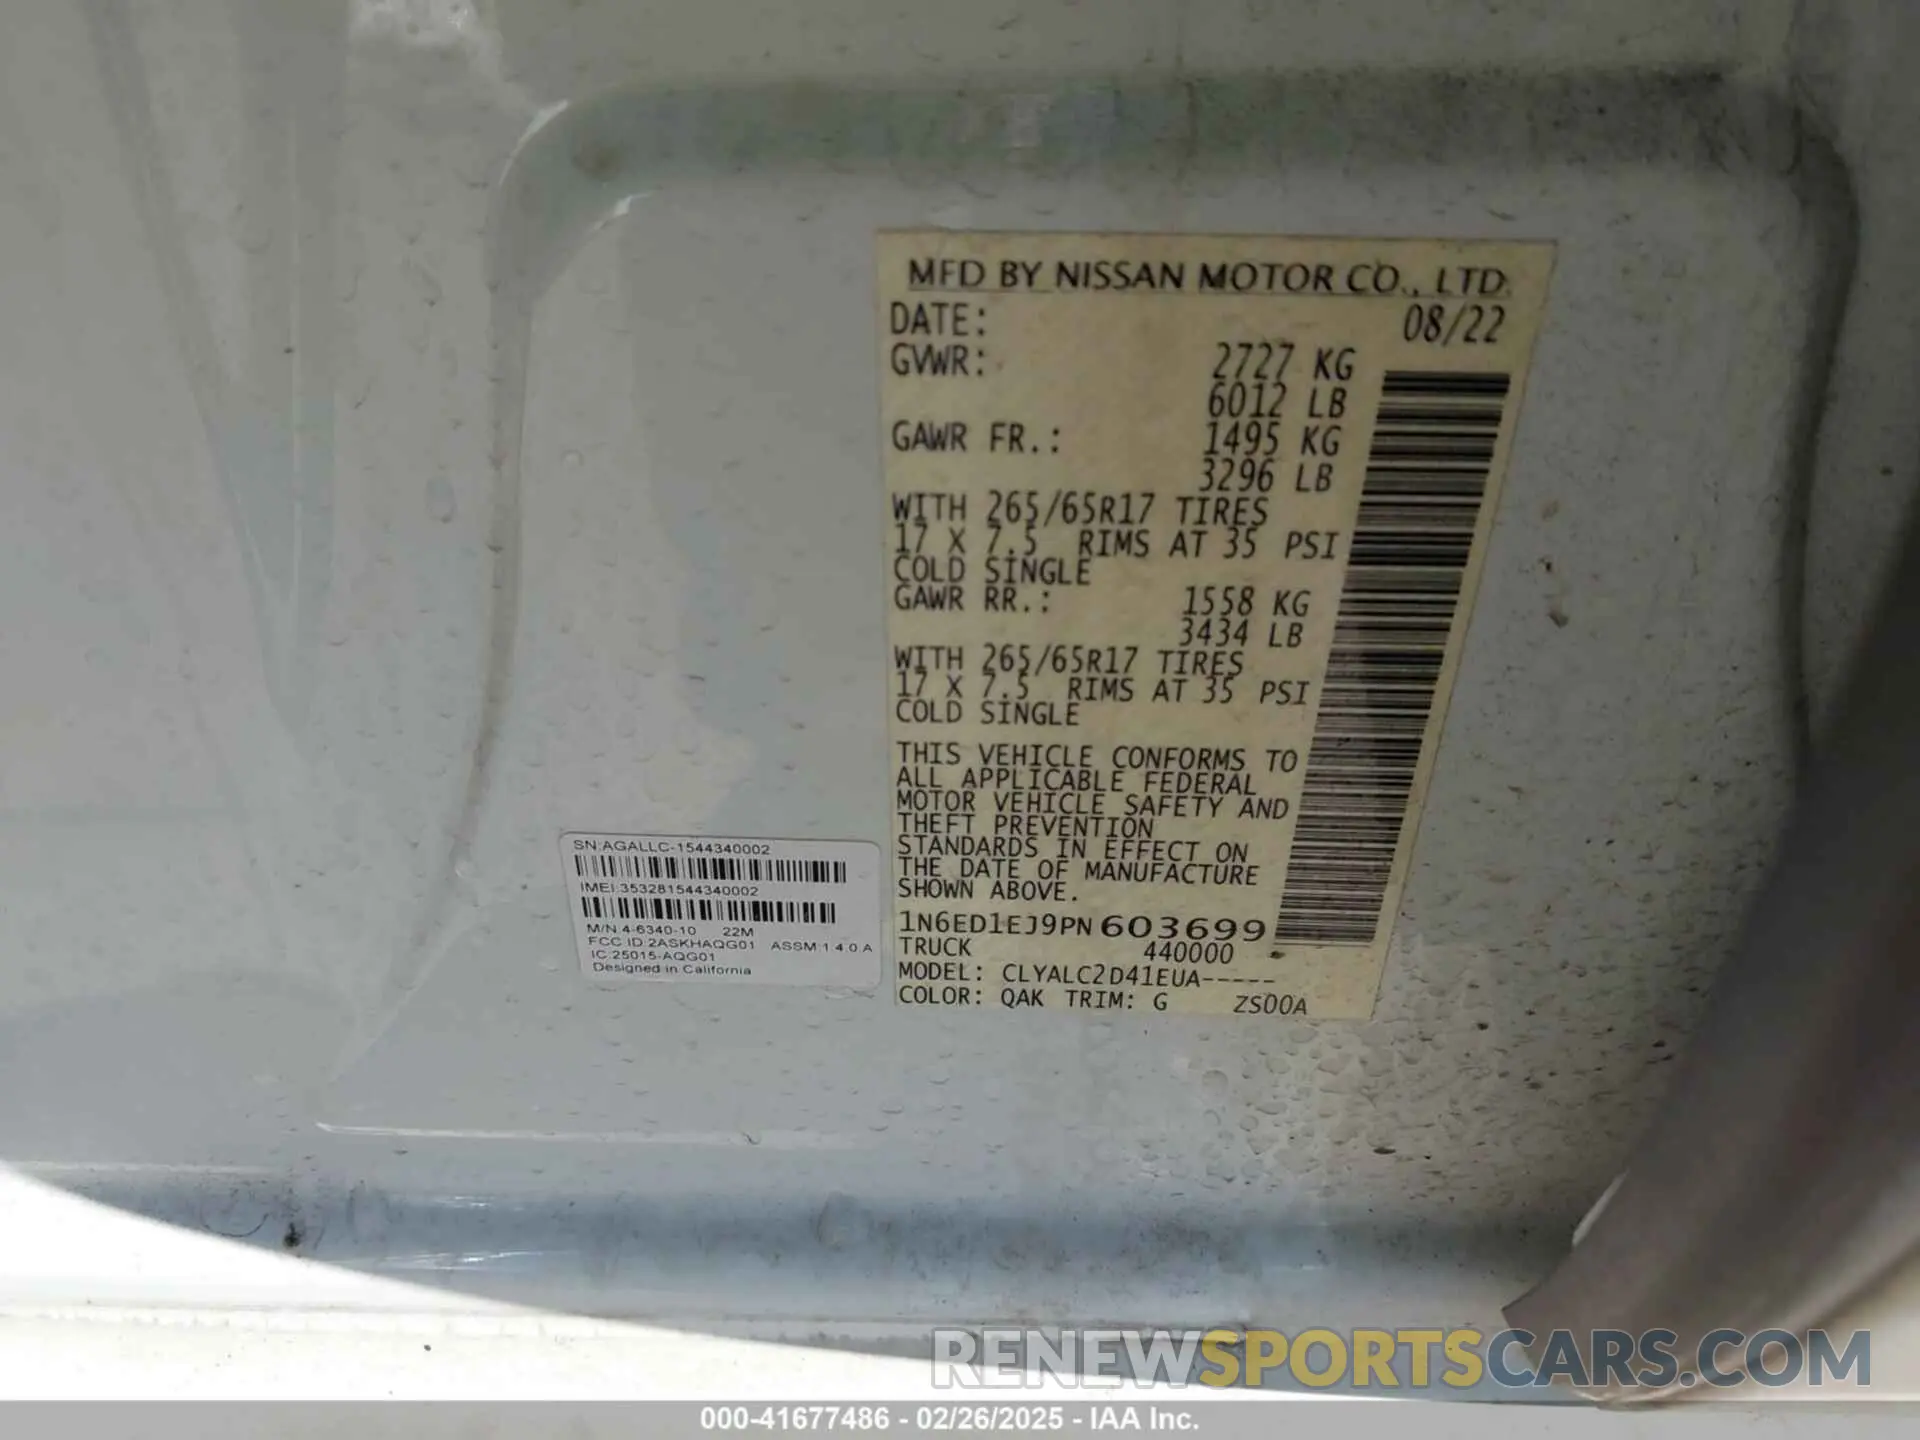 MFD BY NISSAN MOTOR CO., LTD.
DATE: 08/22
GVWR: 2727 KG
6012 LB
GAWR FR.: 1495 KG
3296 LB
WITH 265/65R17 TIRES
17 X 7.5 RIMS AT 35 PSI
COLD SINGLE
GAWR RR.: 1558 KG
3434 LB
WITH 265/65R17 TIRES
17 X 7.5 RIMS AT 35 PSI
COLD SINGLE
THIS VEHICLE CONFORMS TO
ALL APPLICABLE FEDERAL
MOTOR VEHICLE SAFETY AND
THEFT PREVENTION
STANDARDS IN EFFECT ON
THE DATE OF MANUFACTURE
SHOWN ABOVE.
1N6ED1EJ9PN603699
TRUCK 440000
MODEL: CLYALC2D41EUA-----
COLOR: QAK TRIM: G ZS00A
SN:AGALLC-1544340002
IMEI:353281544340002
M/N:4-6340-10 22M
FCC ID:2ASKHAQG01 ASSM:1.4.0.A
IC:25015-AQG01
Designed in California
RENEWSPORTSCARS.COM
000-41677486 - 02/26/2025 - IAA Inc.